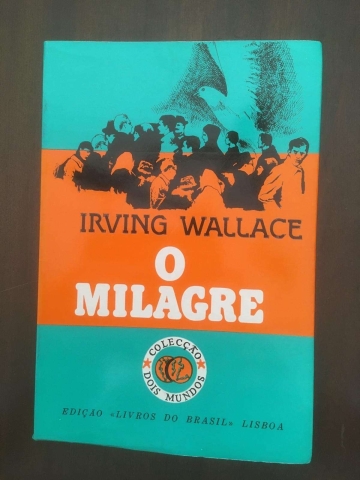 IRVING WALLACE
O
MILAGRE
COLECÇÃO
DOIS MUNDOS
EDIÇÃO «LIVROS DO BRASIL» LISBOA